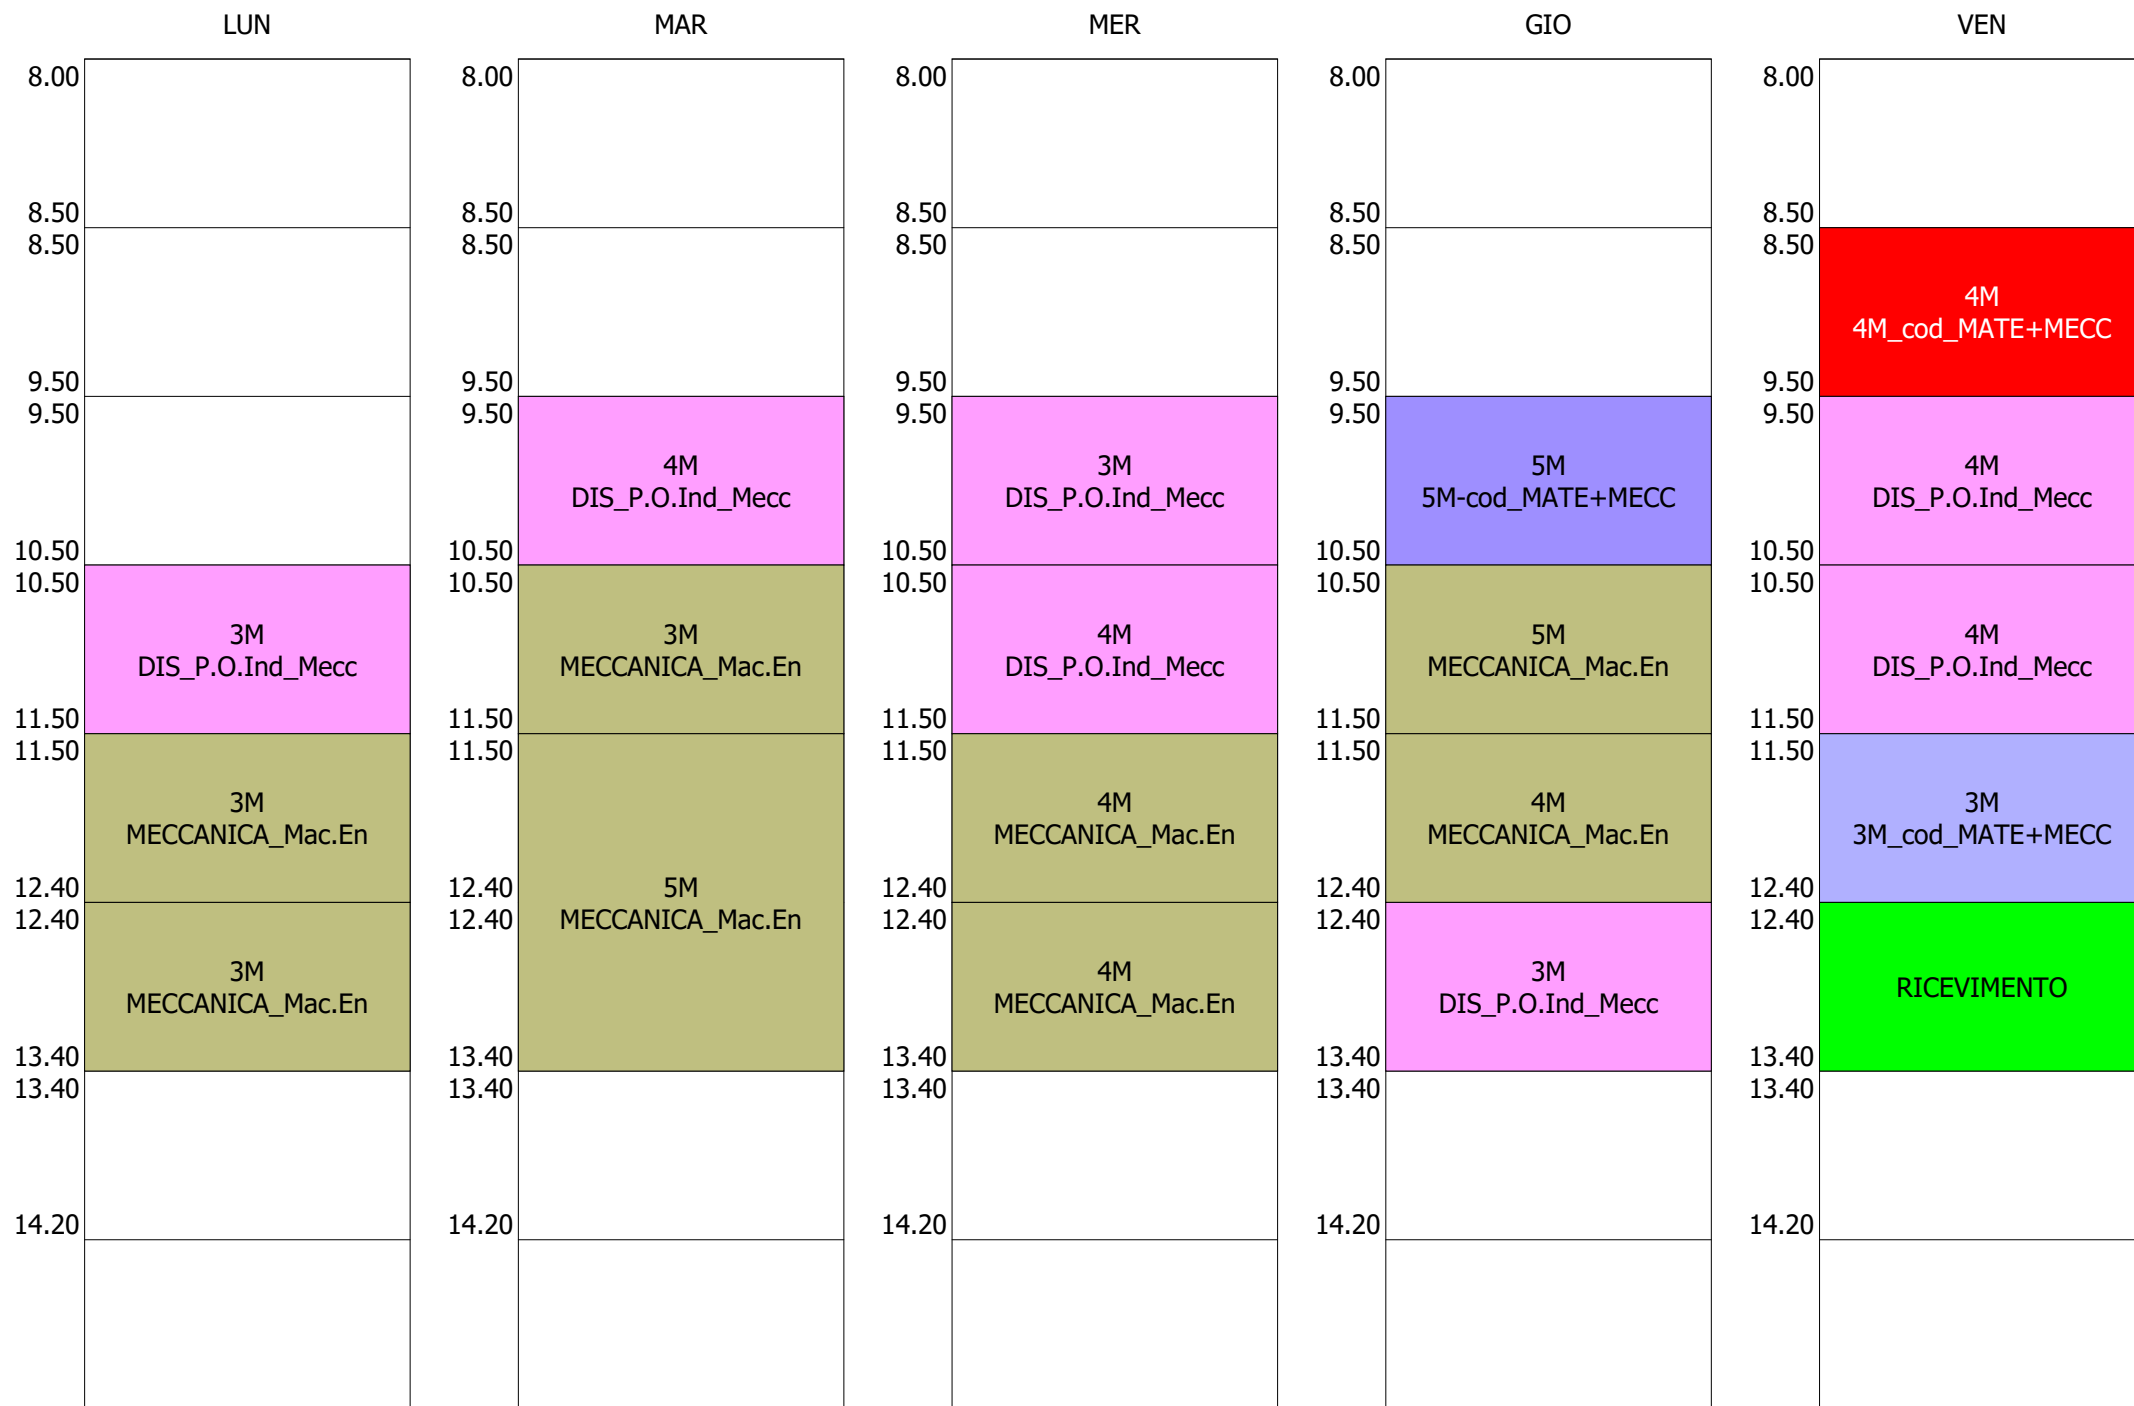 LUN
8.00
8.50
8.50
9.50
9.50
10.50
10.50
3M
DIS_P.O.Ind_Mecc
11.50
11.50
3M
MECCANICA_Mac.En
12.40
12.40
3M
MECCANICA_Mac.En
13.40
13.40
14.20
MAR
8.00
8.50
8.50
9.50
9.50
4M
DIS_P.O.Ind_Mecc
10.50
10.50
3M
MECCANICA_Mac.En
11.50
11.50
12.40
5M
12.40
MECCANICA_Mac.En
13.40
13.40
14.20
MER
8.00
8.50
8.50
9.50
9.50
3M
DIS_P.O.Ind_Mecc
10.50
10.50
4M
DIS_P.O.Ind_Mecc
11.50
11.50
4M
MECCANICA_Mac.En
12.40
12.40
4M
MECCANICA_Mac.En
13.40
13.40
14.20
GIO
8.00
8.50
8.50
9.50
9.50
5M
5M-cod_MATE+MECC
10.50
10.50
5M
MECCANICA_Mac.En
11.50
11.50
4M
MECCANICA_Mac.En
12.40
12.40
3M
DIS_P.O.Ind_Mecc
13.40
13.40
14.20
VEN
8.00
8.50
8.50
4M
4M_cod_MATE+MECC
9.50
9.50
4M
DIS_P.O.Ind_Mecc
10.50
10.50
4M
DIS_P.O.Ind_Mecc
11.50
11.50
3M
3M_cod_MATE+MECC
12.40
12.40
RICEVIMENTO
13.40
13.40
14.20